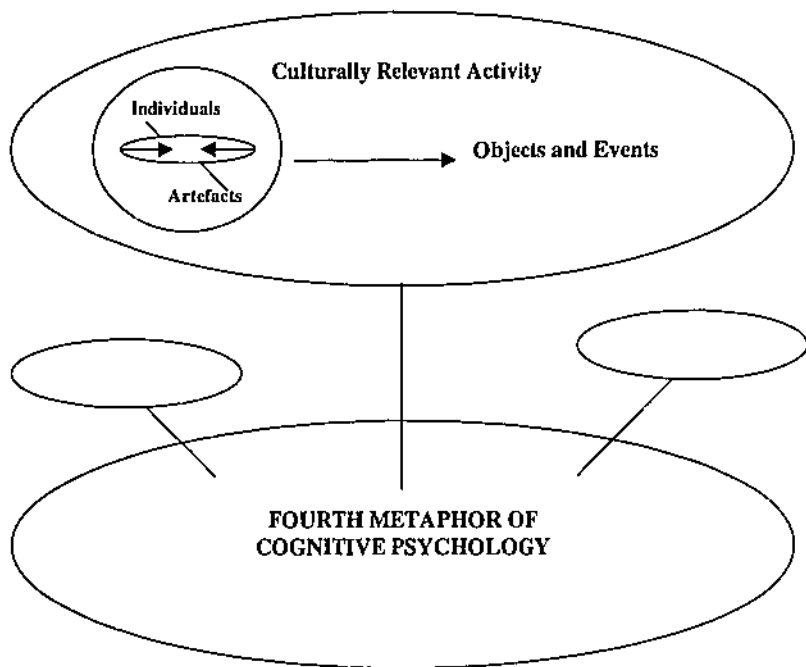 Culturally Relevant Activity
Individuals
Objects and Events
Artefacts
FOURTH METAPHOR OF
COGNITIVE PSYCHOLOGY